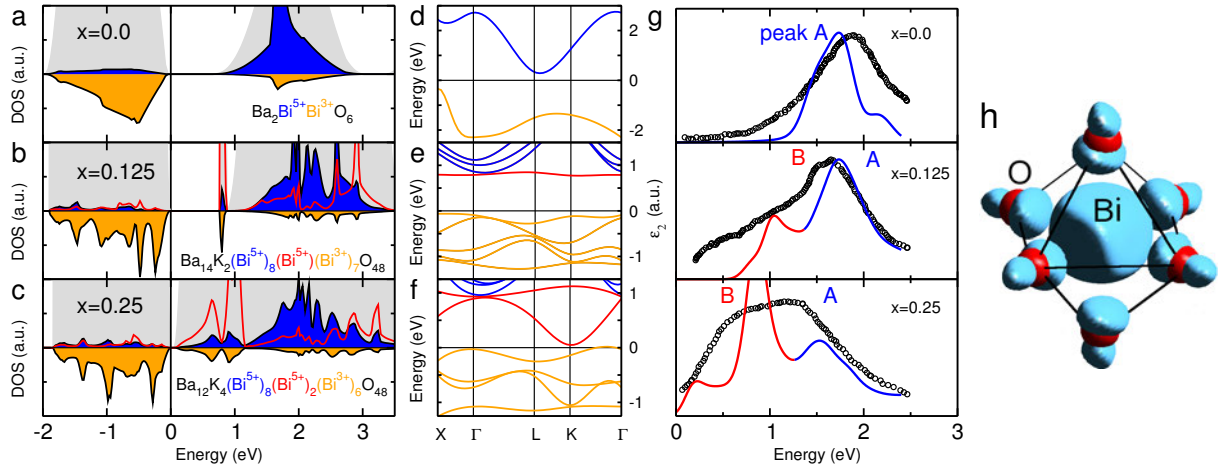 a
x=0.0
DOS (a.u.)
Ba₂Bi⁵⁺Bi³⁺O₆
b
x=0.125
DOS (a.u.)
Ba₁₄K₂(Bi⁵⁺)₈(Bi⁵⁺)(Bi³⁺)₇O₄₈
c
x=0.25
DOS (a.u.)
Ba₁₂K₄(Bi⁵⁺)₈(Bi⁵⁺)₂(Bi³⁺)₆O₄₈
-2 -1 0 1 2 3
Energy (eV)
d
Energy (eV)
2
0
-2
e
Energy (eV)
1
0
-1
f
Energy (eV)
1
0
-1
X Γ L K Γ
g
peak A
x=0.0
B
A
x=0.125
ε₂ (a.u.)
B
A
x=0.25
0 1 2 3
Energy (eV)
h
O
Bi